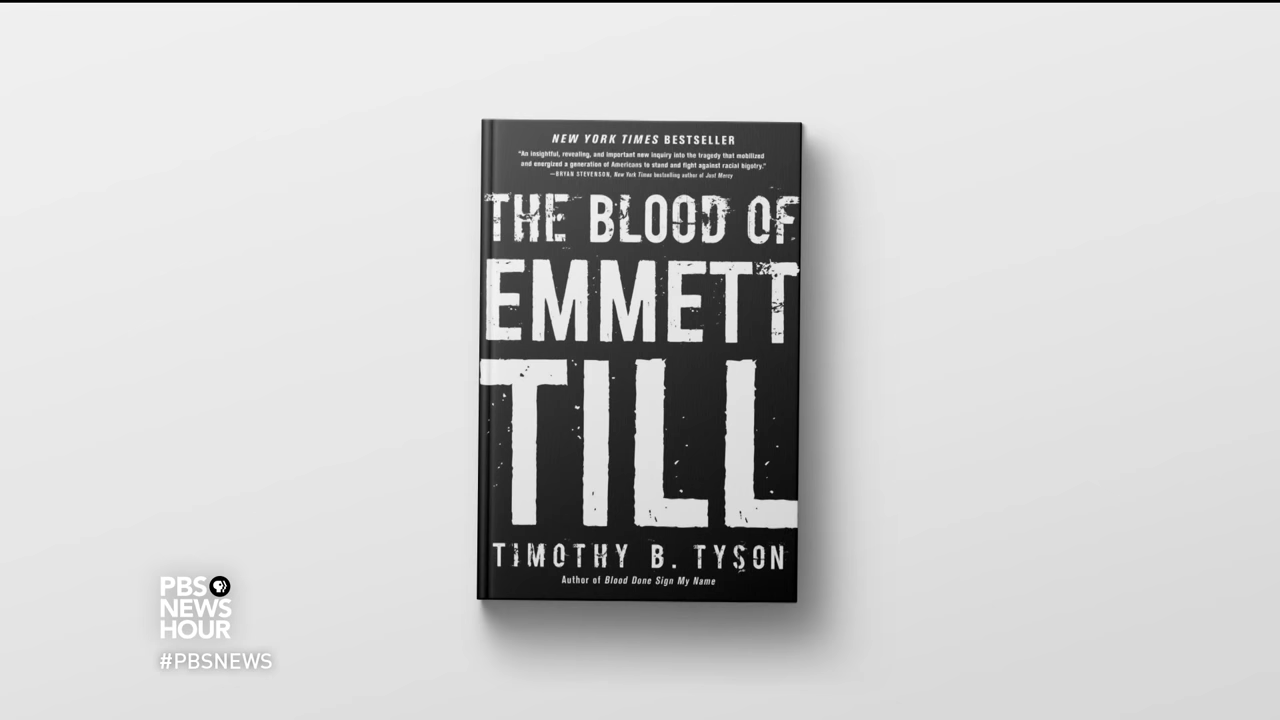 NEW YORK TIMES BESTSELLER
"An insightful, revealing, and important new inquiry into the tragedy that mobilized
and energized a generation of Americans to stand and fight against racial bigotry."
—BRYAN STEVENSON, New York Times bestselling author of Just Mercy
THE BLOOD OF
EMMETT
TILL
TIMOTHY B. TYSON
Author of Blood Done Sign My Name
PBS
NEWS
HOUR
#PBSNEWS